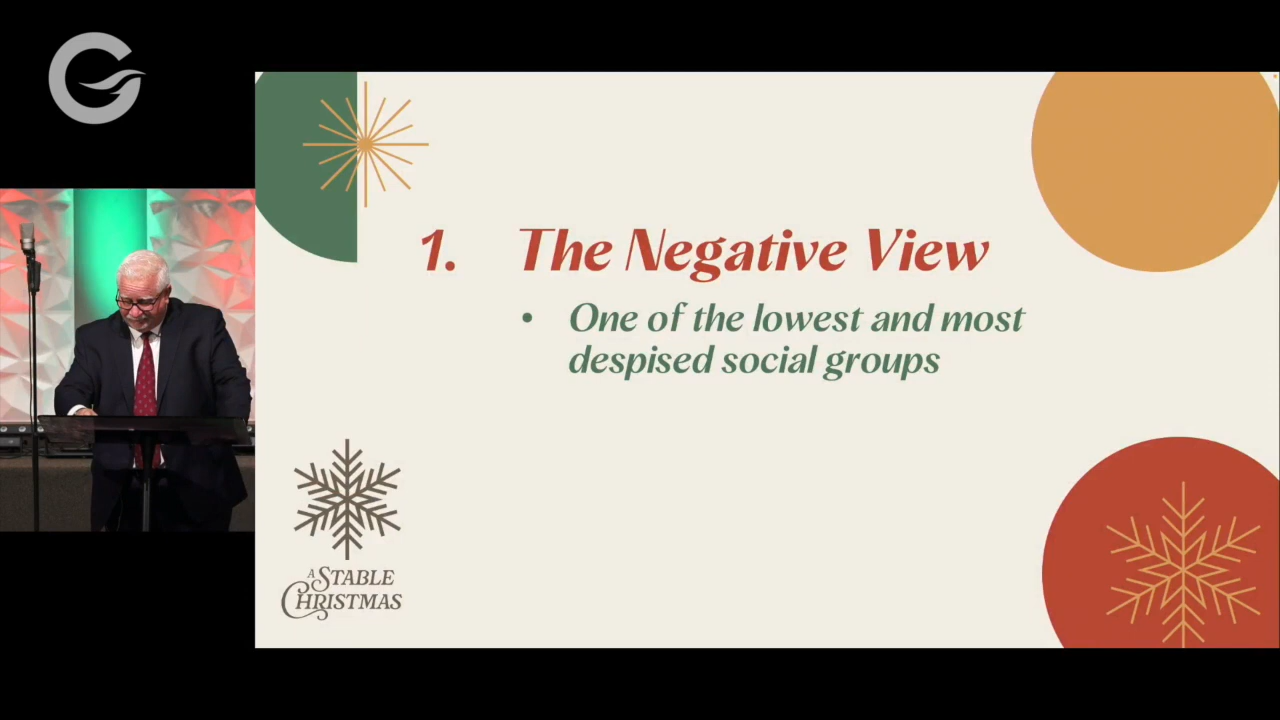 1. The Negative View
• One of the lowest and most
despised social groups
A STABLE
CHRISTMAS